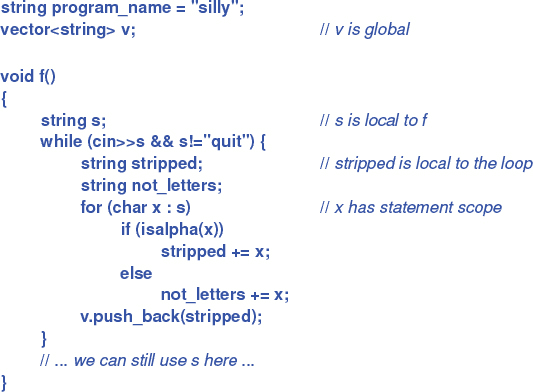 string program_name = "silly";
vector<string> v; // v is global
void f()
{
string s; // s is local to f
while (cin>>s && s!="quit") {
string stripped; // stripped is local to the loop
string not_letters;
for (char x : s) // x has statement scope
if (isalpha(x))
stripped += x;
else
not_letters += x;
v.push_back(stripped);
}
// ... we can still use s here ...
}